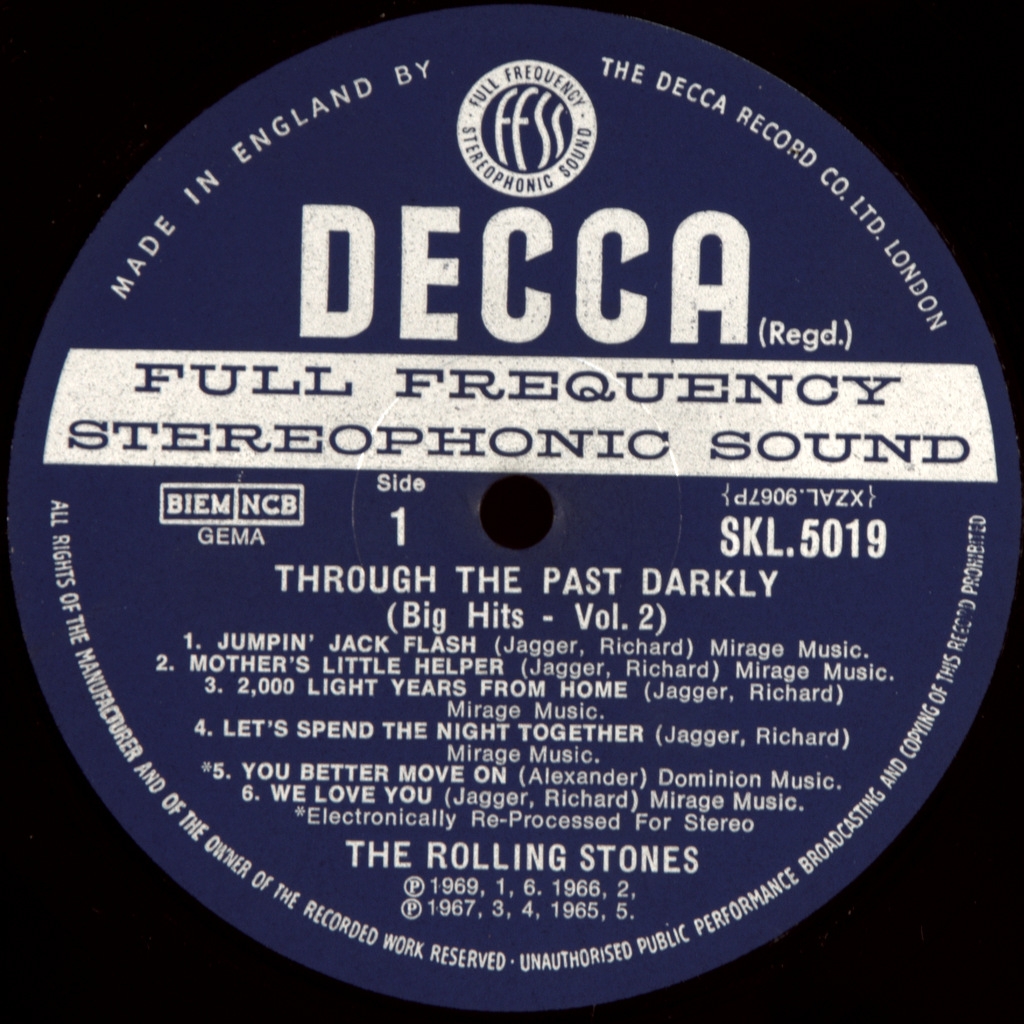 MADE IN ENGLAND BY
THE DECCA RECORD CO. LTD. LONDON
FULL FREQUENCY
STEREOPHONIC SOUND
FFSS
DECCA
(Regd.)
FULL FREQUENCY
STEREOPHONIC SOUND
BIEM NCB
GEMA
Side
1
{XZAL.9067P}
SKL.5019
THROUGH THE PAST DARKLY
(Big Hits - Vol. 2)
1. JUMPIN' JACK FLASH (Jagger, Richard) Mirage Music.
2. MOTHER'S LITTLE HELPER (Jagger, Richard) Mirage Music.
3. 2,000 LIGHT YEARS FROM HOME (Jagger, Richard)
Mirage Music.
4. LET'S SPEND THE NIGHT TOGETHER (Jagger, Richard)
Mirage Music.
*5. YOU BETTER MOVE ON (Alexander) Dominion Music.
6. WE LOVE YOU (Jagger, Richard) Mirage Music.
*Electronically Re-Processed For Stereo
THE ROLLING STONES
℗ 1969, 1, 6. 1966, 2,
℗ 1967, 3, 4, 1965, 5.
ALL RIGHTS OF THE MANUFACTURER AND OF THE OWNER OF THE RECORDED WORK RESERVED · UNAUTHORISED PUBLIC PERFORMANCE BROADCASTING AND COPYING OF THIS RECORD PROHIBITED